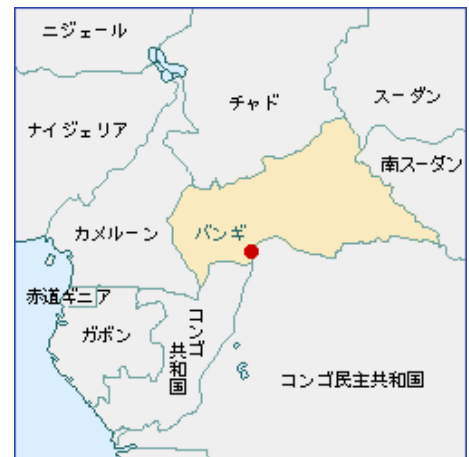 ニジェール
チャド
スーダン
ナイジェリア
南スーダン
カメルーン
バンギ
赤道ギニア
ガボン
コンゴ
共和国
コンゴ民主共和国